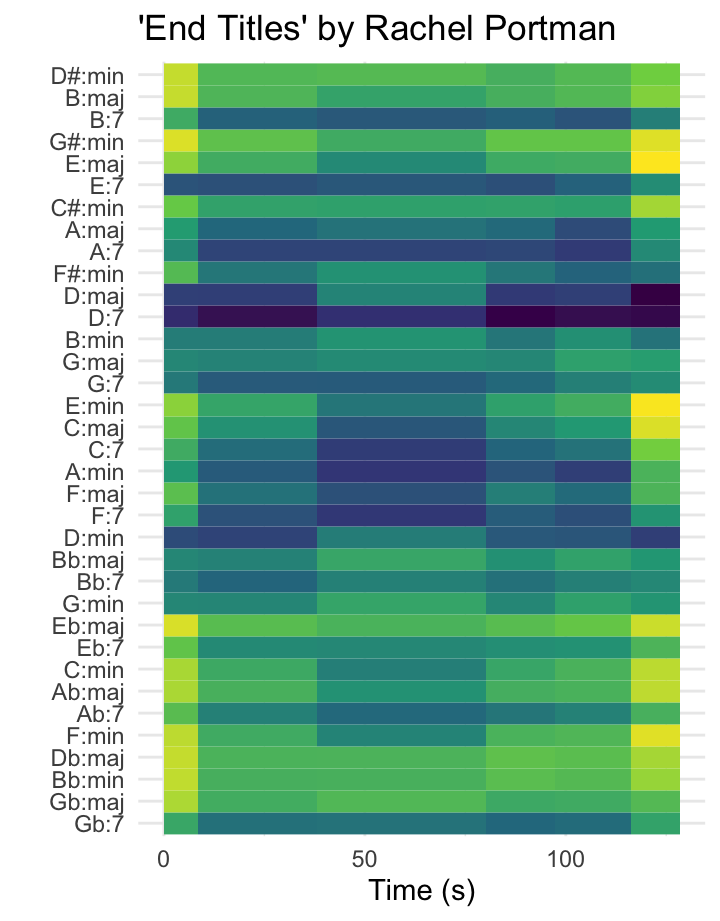 'End Titles' by Rachel Portman
D#:min
B:maj
B:7
G#:min
E:maj
E:7
C#:min
A:maj
A:7
F#:min
D:maj
D:7
B:min
G:maj
G:7
E:min
C:maj
C:7
A:min
F:maj
F:7
D:min
Bb:maj
Bb:7
G:min
Eb:maj
Eb:7
C:min
Ab:maj
Ab:7
F:min
Db:maj
Bb:min
Gb:maj
Gb:7
0 50 100
Time (s)